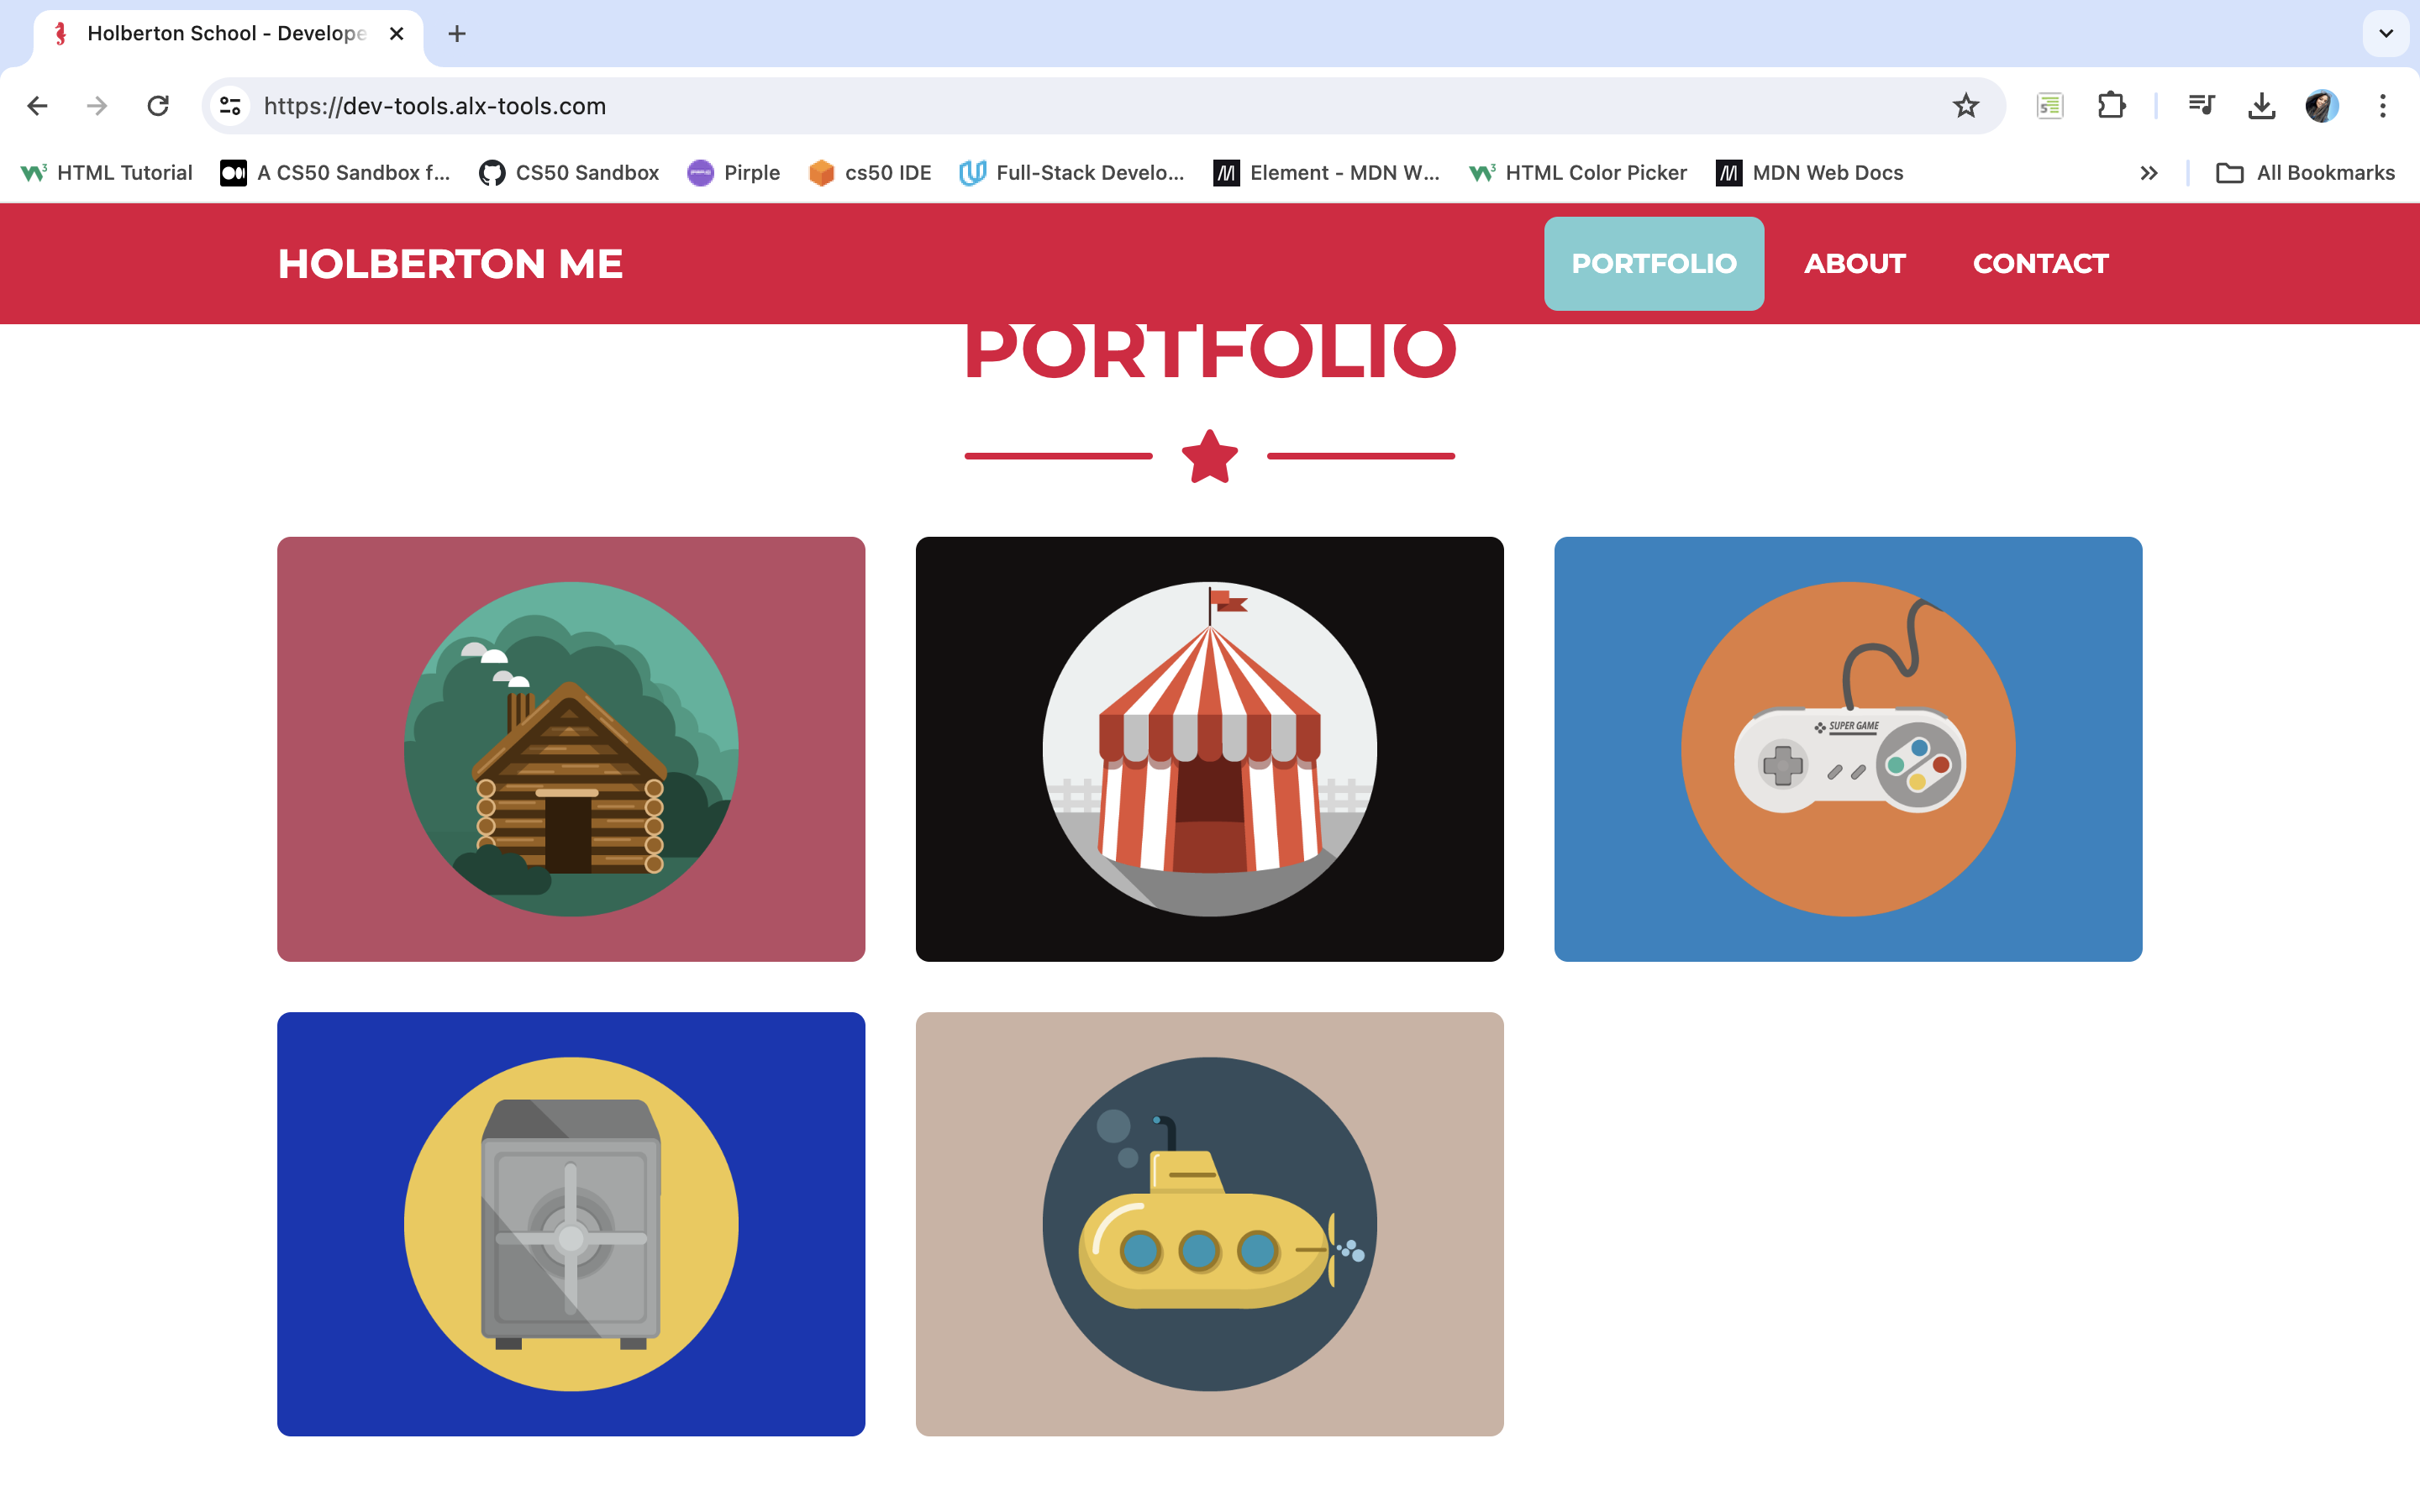 Holberton School - Develope
https://dev-tools.alx-tools.com
HTML Tutorial
A CS50 Sandbox f...
CS50 Sandbox
Pirple
cs50 IDE
Full-Stack Develo...
Element - MDN W...
HTML Color Picker
MDN Web Docs
All Bookmarks
HOLBERTON ME
PORTFOLIO
ABOUT
CONTACT
PORTFOLIO
SUPER GAME